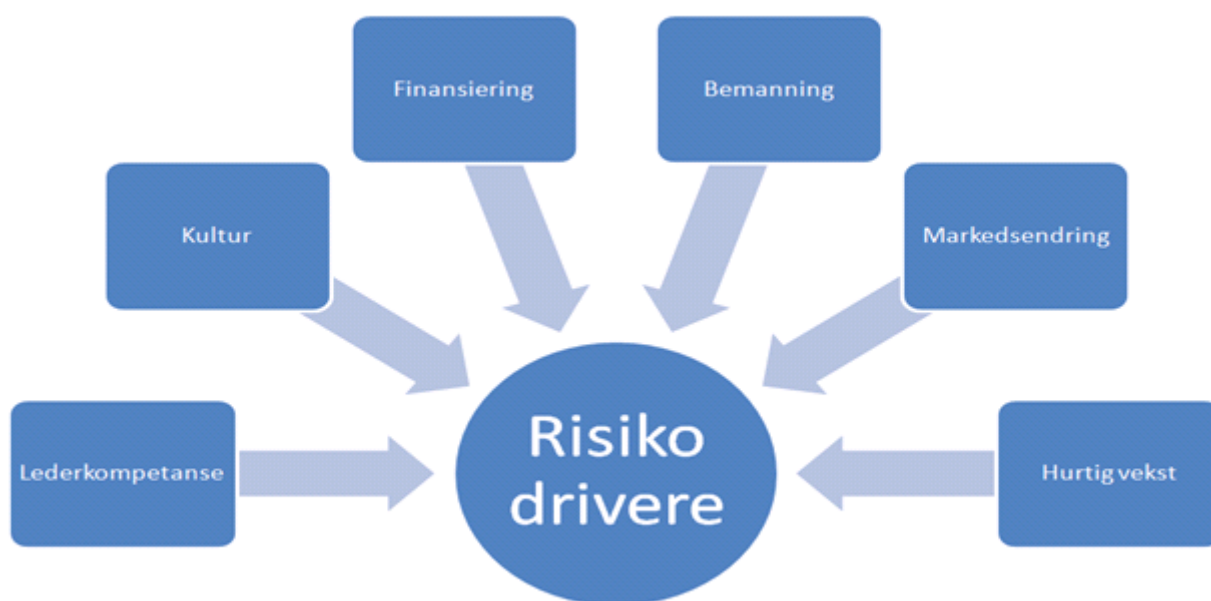 Finansiering
Bemanning
Kultur
Markedsendring
Lederkompetanse
Risiko
drivere
Hurtig vekst